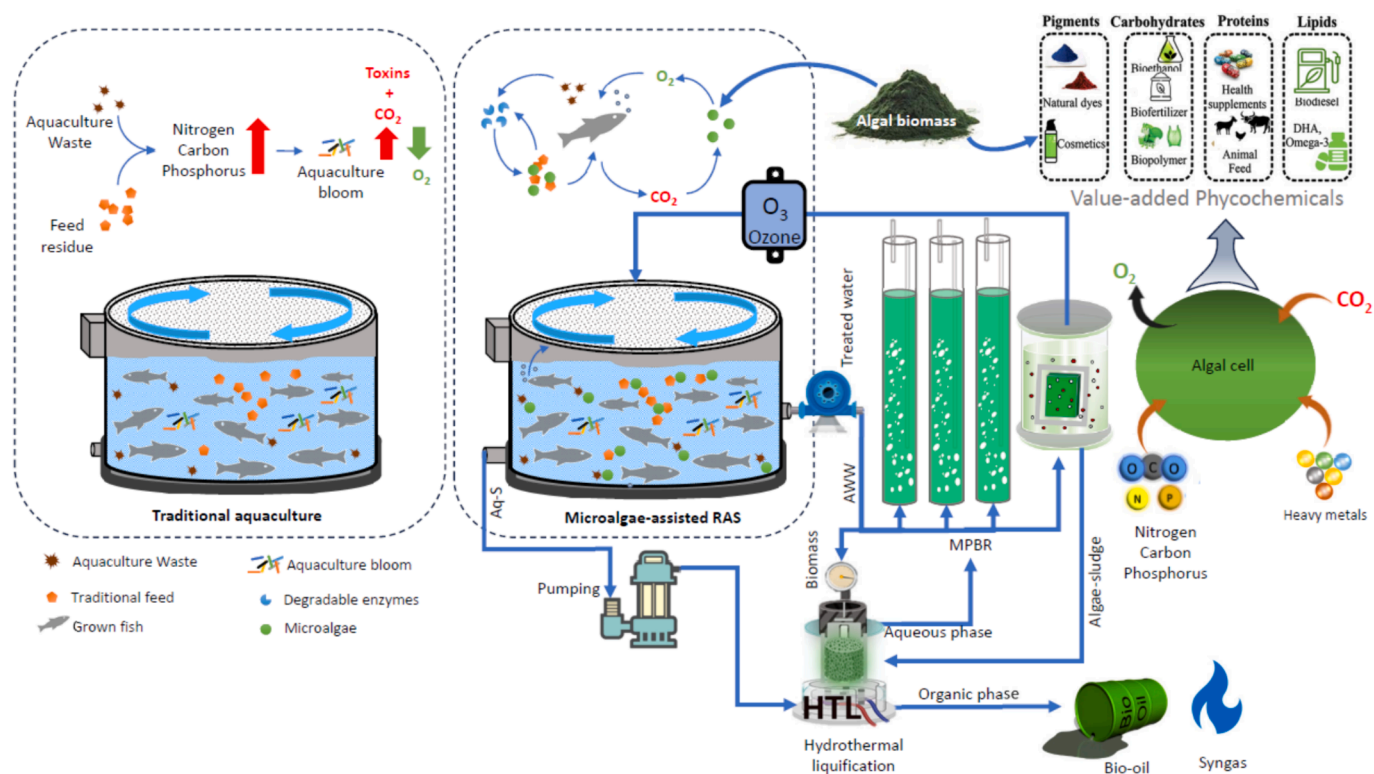 Toxins
+
CO2
O2
Aquaculture
Waste
Nitrogen
Carbon
Phosphorus
Aquaculture
bloom
Feed
residue
Traditional aquaculture
O2
CO2
Microalgae-assisted RAS
Algal biomass
Pigments
Carbohydrates
Proteins
Lipids
Natural dyes
Cosmetics
Bioethanol
Biofertilizer
Biopolymer
Health
supplements
Animal
Feed
Biodiesel
DHA,
Omega-3
Value-added Phycochemicals
O3
Ozone
Treated water
AWW
Aq-S
MPBR
Biomass
Algae-sludge
O2
CO2
Algal cell
O C O
N P
Nitrogen
Carbon
Phosphorus
Heavy metals
Aquaculture Waste
Traditional feed
Grown fish
Aquaculture bloom
Degradable enzymes
Microalgae
Pumping
Aqueous phase
Organic phase
HTL
Hydrothermal
liquification
Bio
Oil
Bio-oil
Syngas